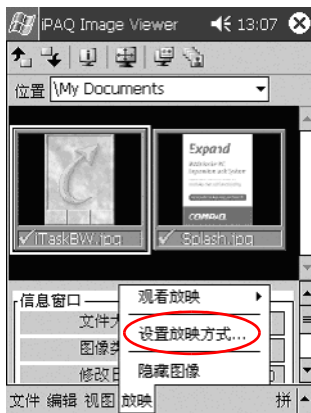 iPAQ Image Viewer 13:07
位置 \My Documents
Expand
COMPAQ
iTaskBW.jpg
Splash.jpg
信息窗口
观看放映
文件大
设置放映方式...
图像类
隐藏图像
修改日
文件 编辑 视图 放映 拼